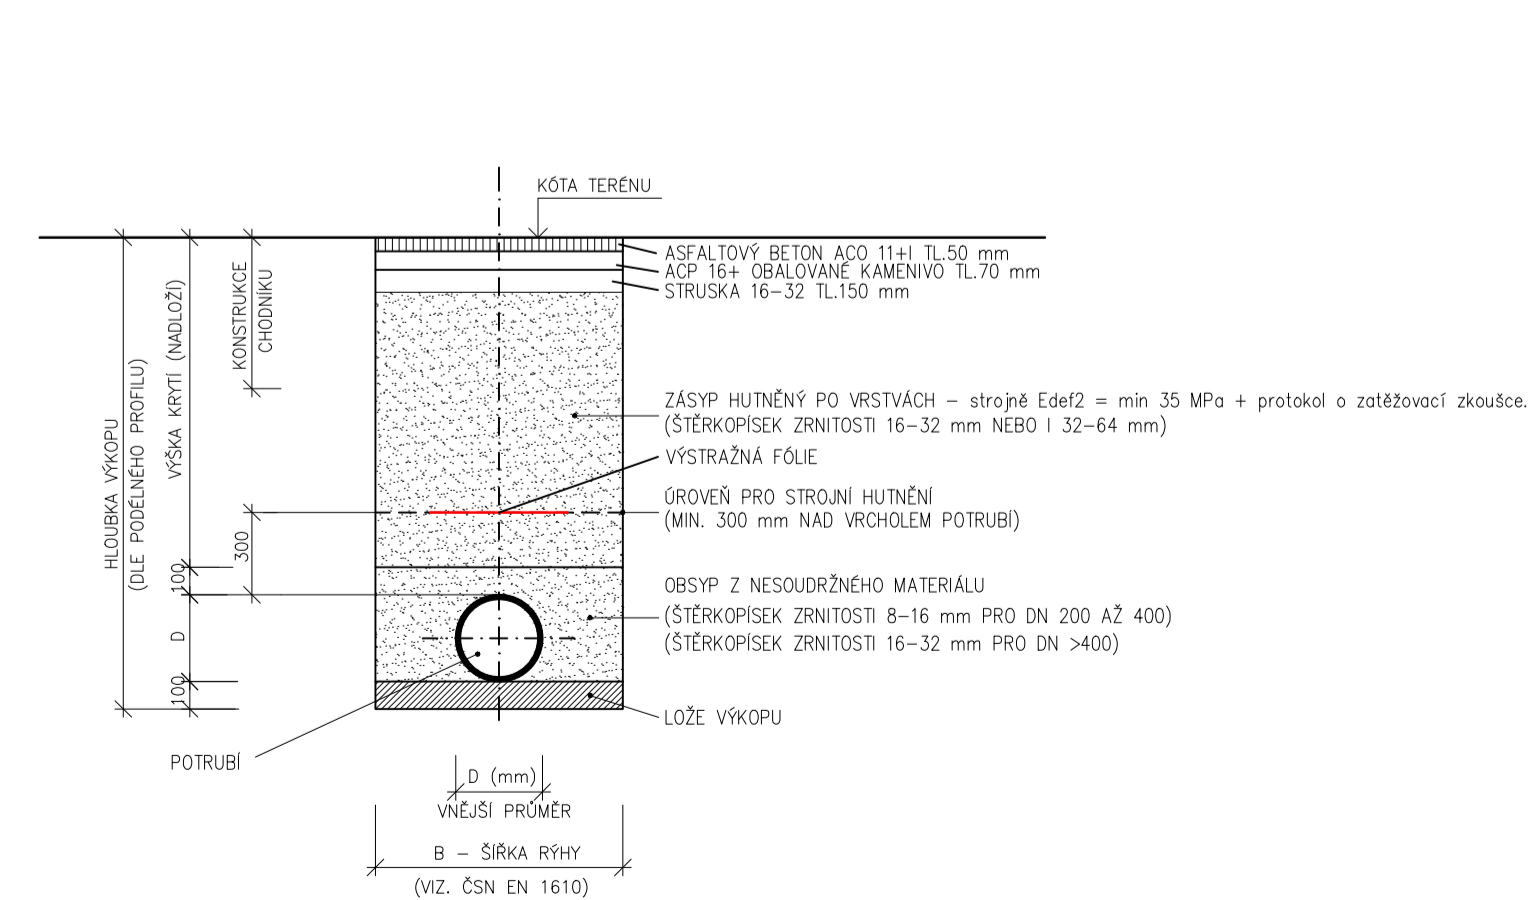 KÓTA TERÉNU
ASFALTOVÝ BETON ACO 11+I TL.50 mm
ACP 16+ OBALOVANÉ KAMENIVO TL.70 mm
STRUSKA 16-32 TL.150 mm
KONSTRUKCE
CHODNÍKU
VÝŠKA KRYTÍ (NADLOŽÍ)
HLOUBKA VÝKOPU
(DLE PODÉLNÉHO PROFILU)
ZÁSYP HUTNĚNÝ PO VRSTVÁCH – strojně Edef2 = min 35 MPa + protokol o zatěžovací zkoušce.
(ŠTĚRKOPÍSEK ZRNITOSTI 16-32 mm NEBO I 32-64 mm)
VÝSTRAŽNÁ FÓLIE
ÚROVEŇ PRO STROJNÍ HUTNĚNÍ
(MIN. 300 mm NAD VRCHOLEM POTRUBÍ)
300
100
D
100
OBSYP Z NESOUDRŽNÉHO MATERIÁLU
(ŠTĚRKOPÍSEK ZRNITOSTI 8-16 mm PRO DN 200 AŽ 400)
(ŠTĚRKOPÍSEK ZRNITOSTI 16-32 mm PRO DN >400)
LOŽE VÝKOPU
POTRUBÍ
D (mm)
VNĚJŠÍ PRŮMĚR
B – ŠÍŘKA RÝHY
(VIZ. ČSN EN 1610)